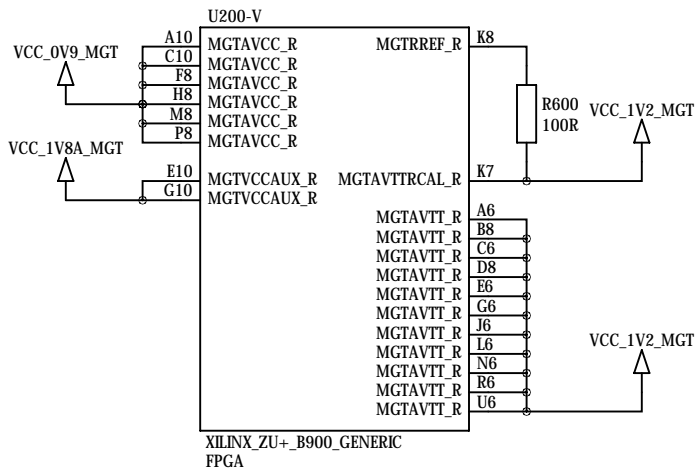 U200-V
A10 MGTAVCC_R MGTRREF_R K8
VCC_0V9_MGT
C10 MGTAVCC_R
F8 MGTAVCC_R
H8 MGTAVCC_R
R600 VCC_1V2_MGT
M8 MGTAVCC_R 100R
P8 MGTAVCC_R
VCC_1V8A_MGT
E10 MGTVCCAUX_R MGTAVTTRCAL_R K7
G10 MGTVCCAUX_R
MGTAVTT_R A6
MGTAVTT_R B8
MGTAVTT_R C6
MGTAVTT_R D8
MGTAVTT_R E6
MGTAVTT_R G6
MGTAVTT_R J6
VCC_1V2_MGT
MGTAVTT_R L6
MGTAVTT_R N6
MGTAVTT_R R6
MGTAVTT_R U6
XILINX_ZU+_B900_GENERIC
FPGA